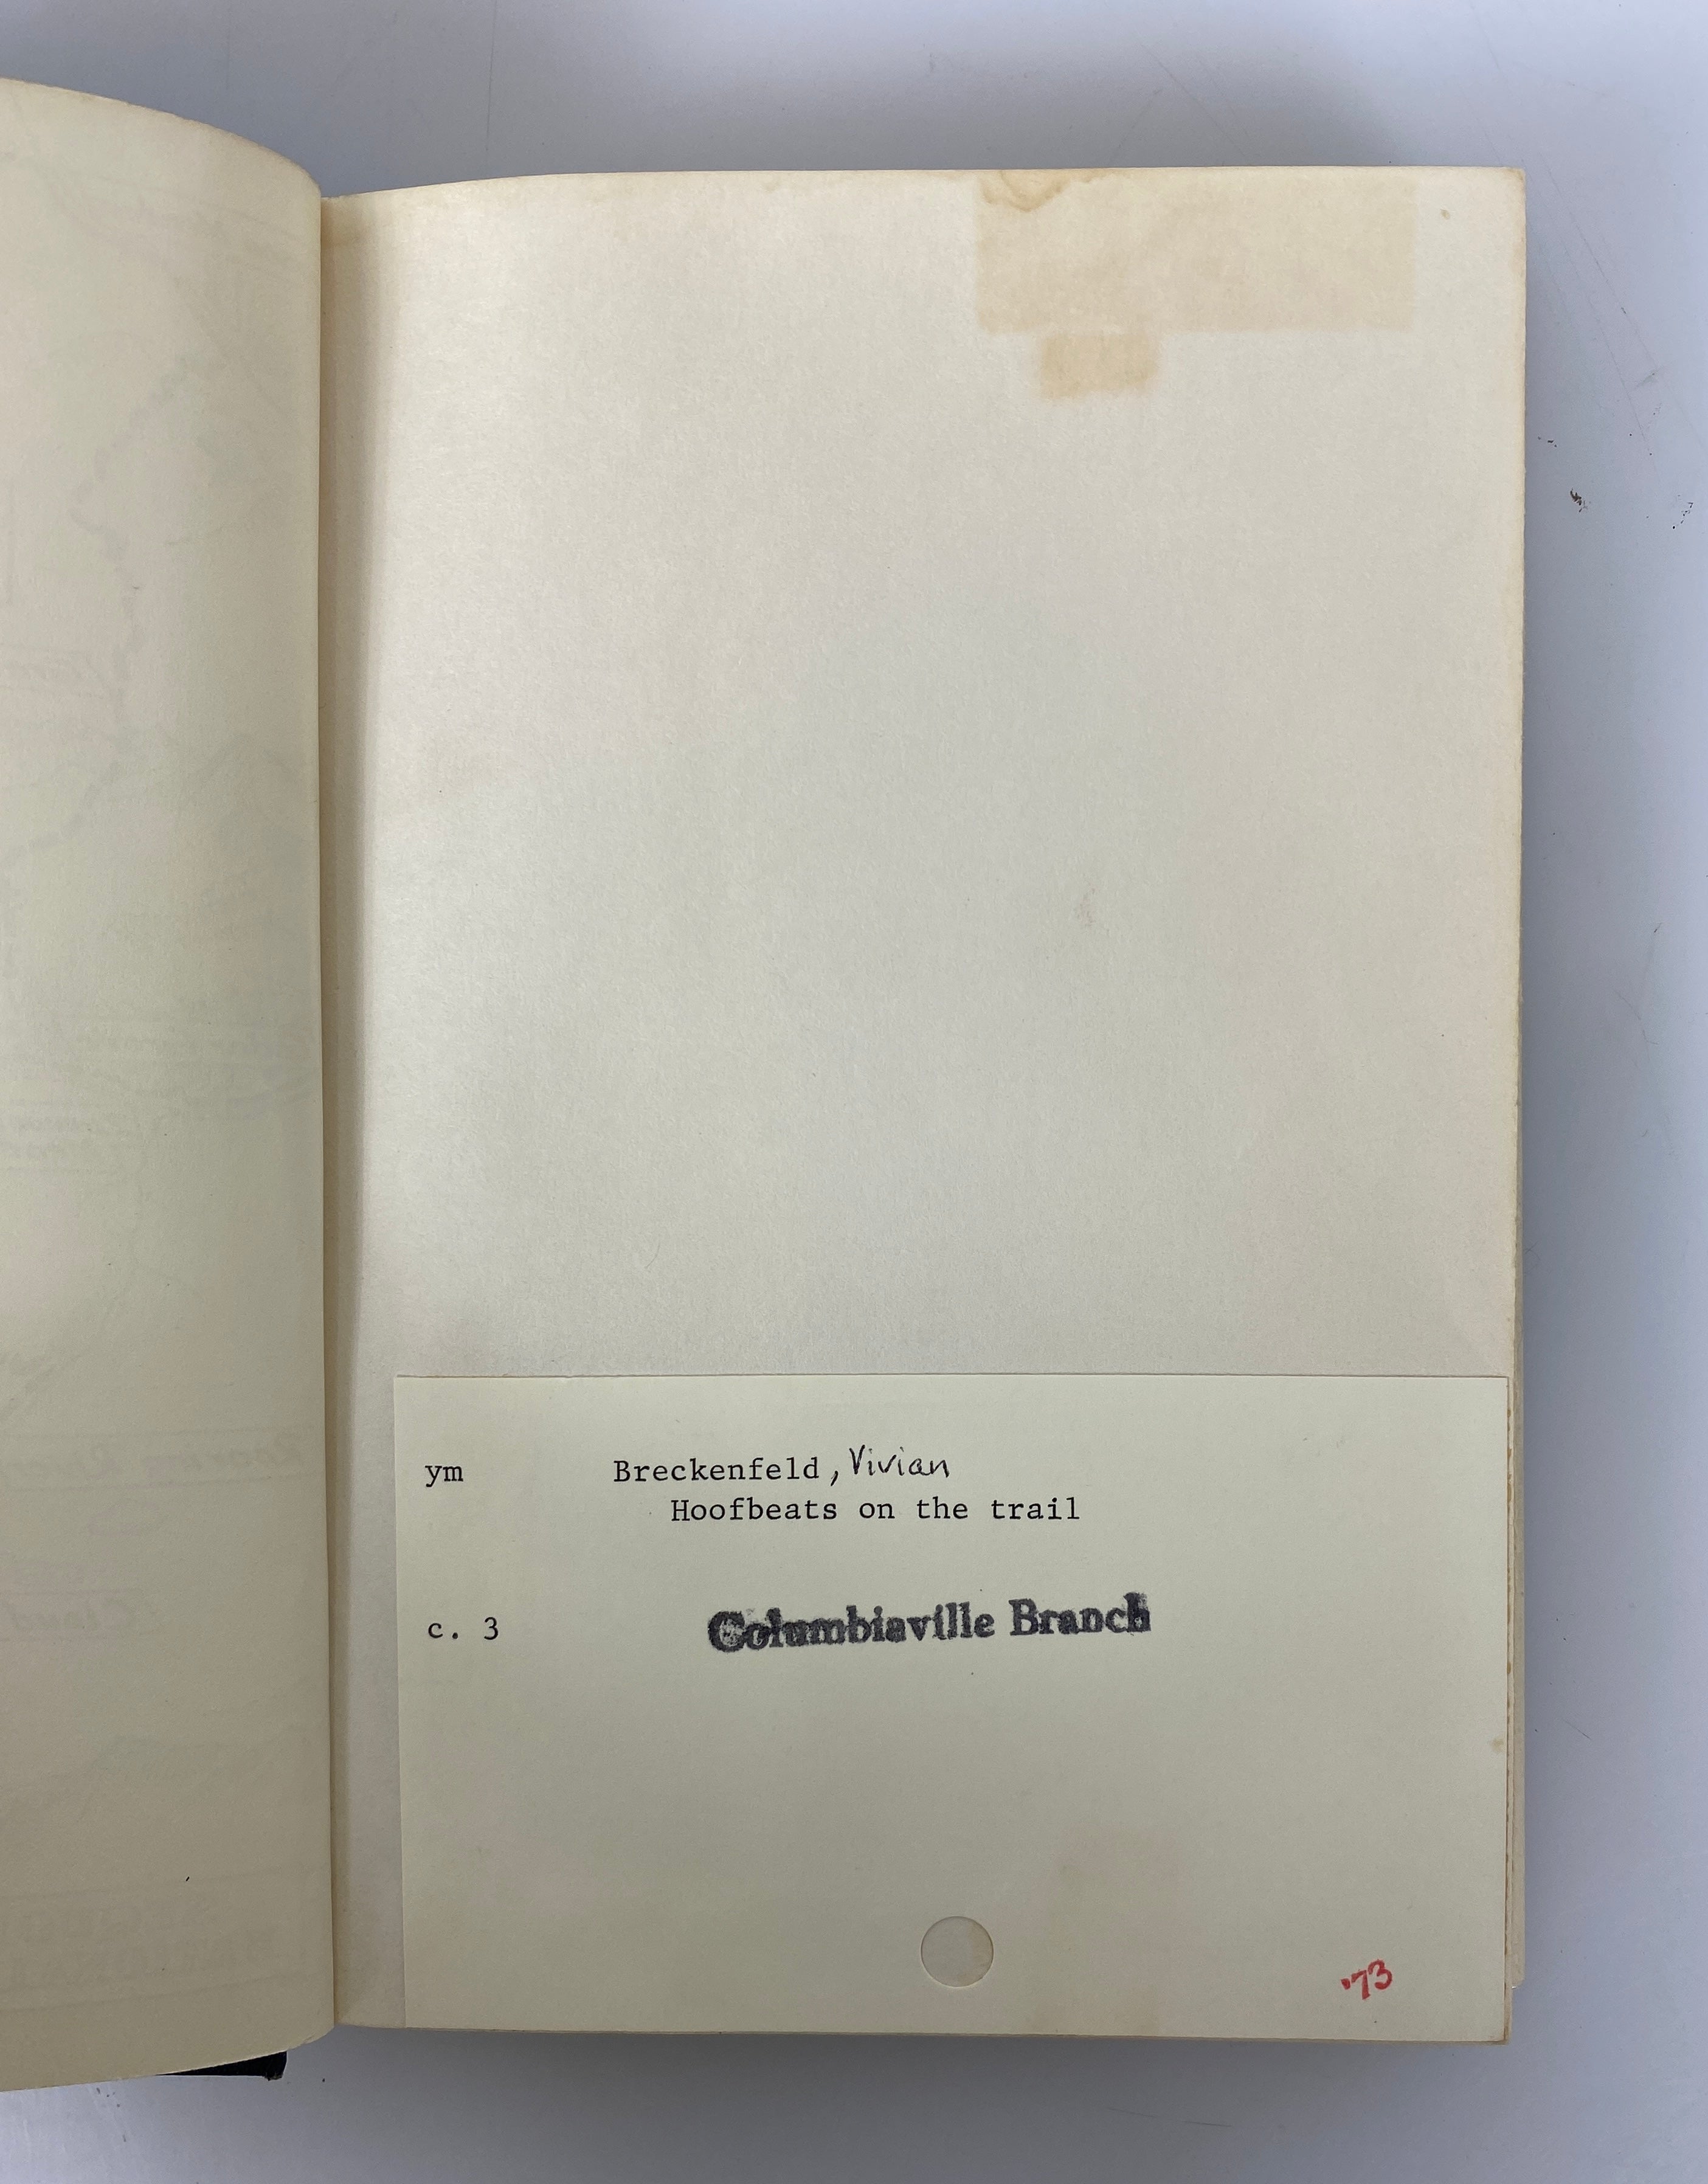 ym Breckenfeld, Vivian
Hoofbeats on the trail
c. 3 Columbiaville Branch
'73